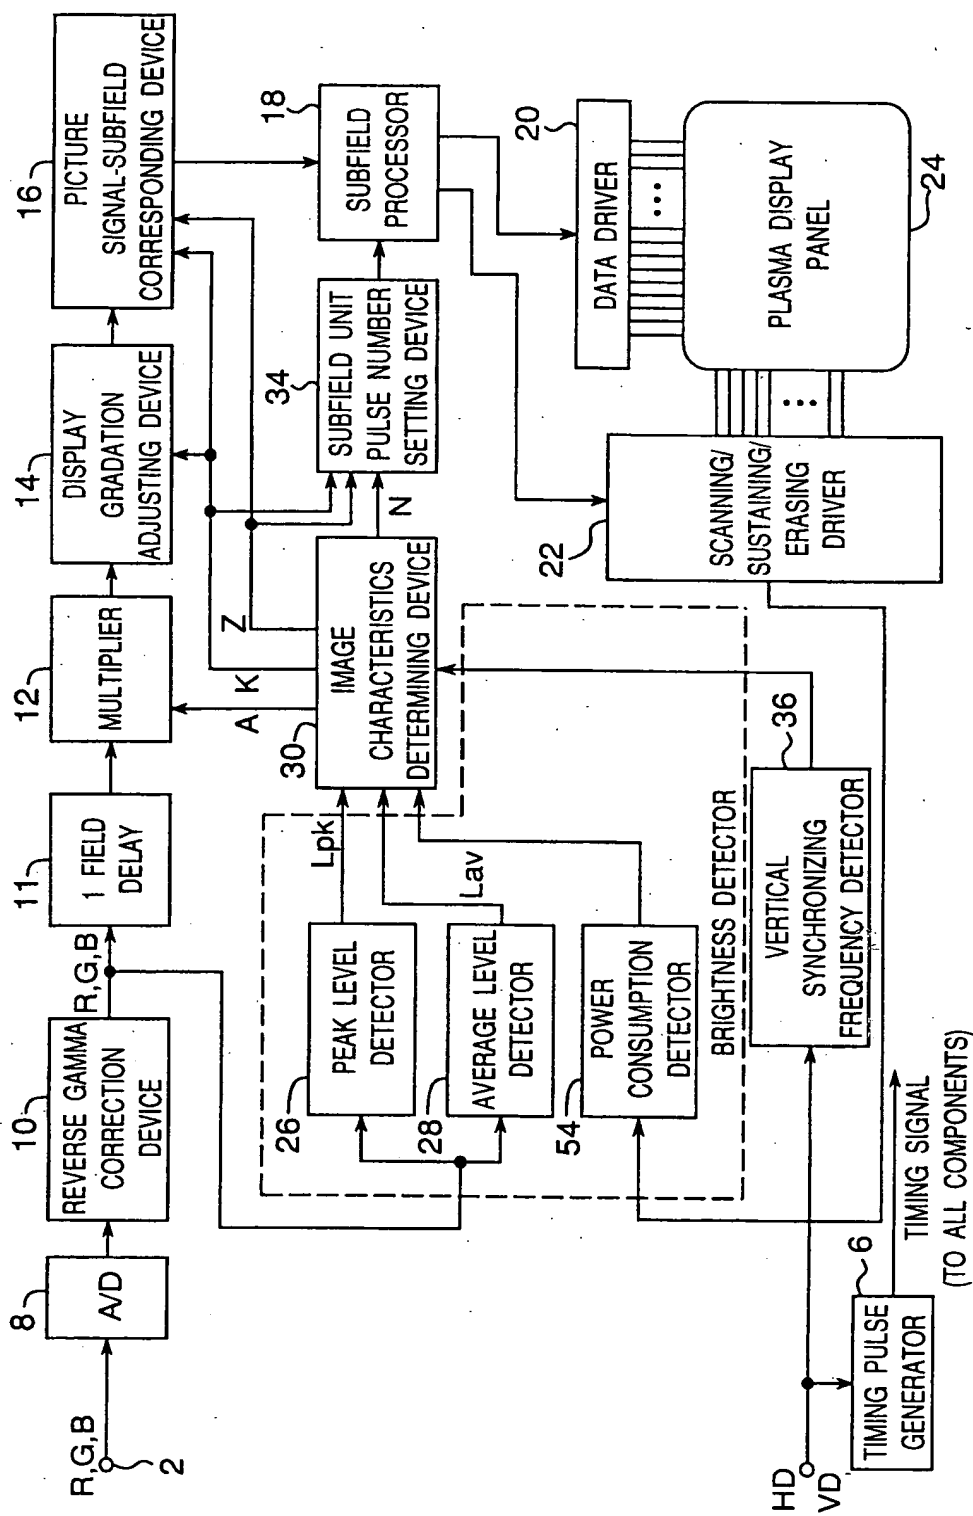 R,G,B
2
8
A/D
10
REVERSE GAMMA
CORRECTION
DEVICE
R,G,B
11
1 FIELD
DELAY
12
MULTIPLIER
14
DISPLAY
GRADATION
ADJUSTING DEVICE
16
PICTURE
SIGNAL-SUBFIELD
CORRESPONDING DEVICE
A
K
Z
26
PEAK LEVEL
DETECTOR
Lpk
28
AVERAGE LEVEL
DETECTOR
Lav
54
POWER
CONSUMPTION
DETECTOR
BRIGHTNESS DETECTOR
30
IMAGE
CHARACTERISTICS
DETERMINING DEVICE
N
34
SUBFIELD UNIT
PULSE NUMBER
SETTING DEVICE
18
SUBFIELD
PROCESSOR
20
DATA DRIVER
22
SCANNING/
SUSTAINING/
ERASING
DRIVER
PLASMA DISPLAY
PANEL
24
36
VERTICAL
SYNCHRONIZING
FREQUENCY DETECTOR
HD
VD
6
TIMING PULSE
GENERATOR
TIMING SIGNAL
(TO ALL COMPONENTS)